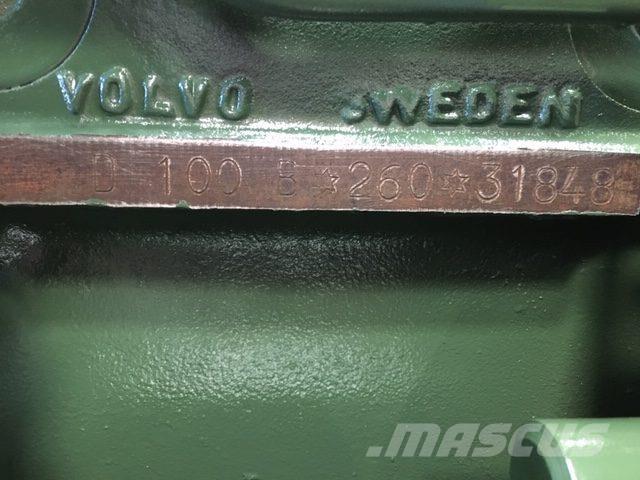 VOLVO SWEDEN
D 100 B ☆ 260 ☆ 31848
.MASCUS